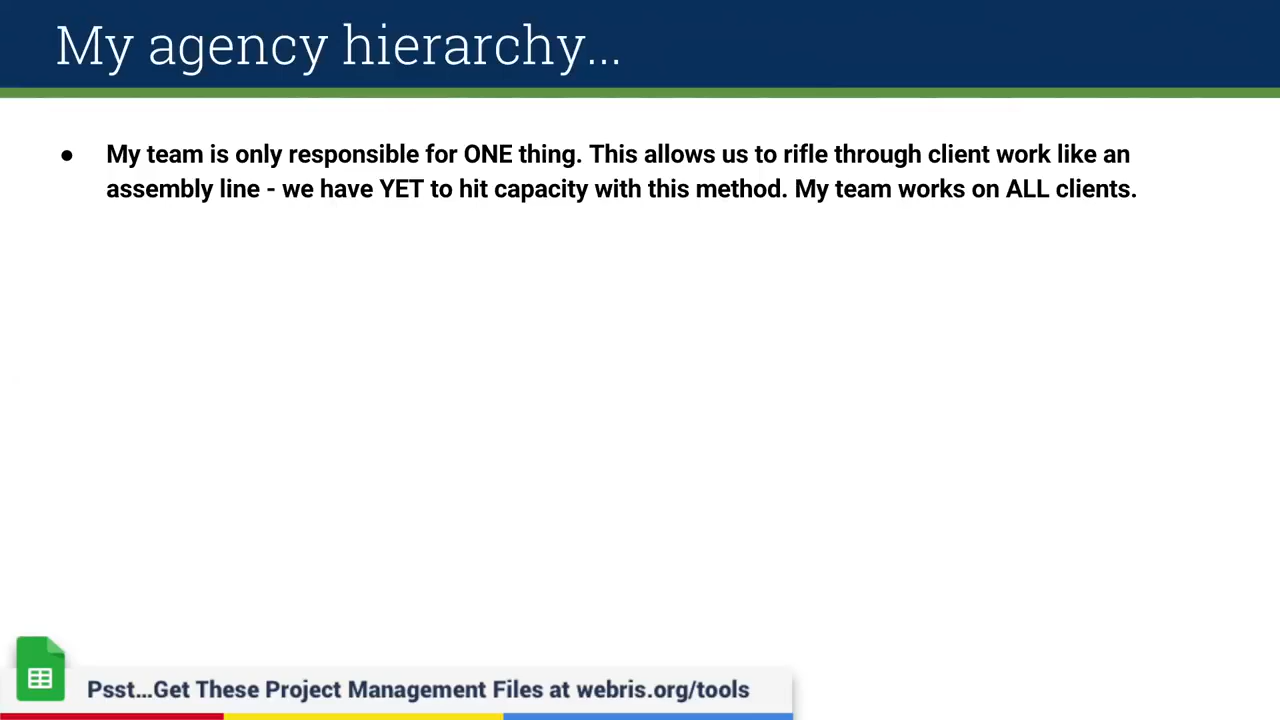 My agency hierarchy...
● My team is only responsible for ONE thing. This allows us to rifle through client work like an
assembly line - we have YET to hit capacity with this method. My team works on ALL clients.
Psst...Get These Project Management Files at webris.org/tools